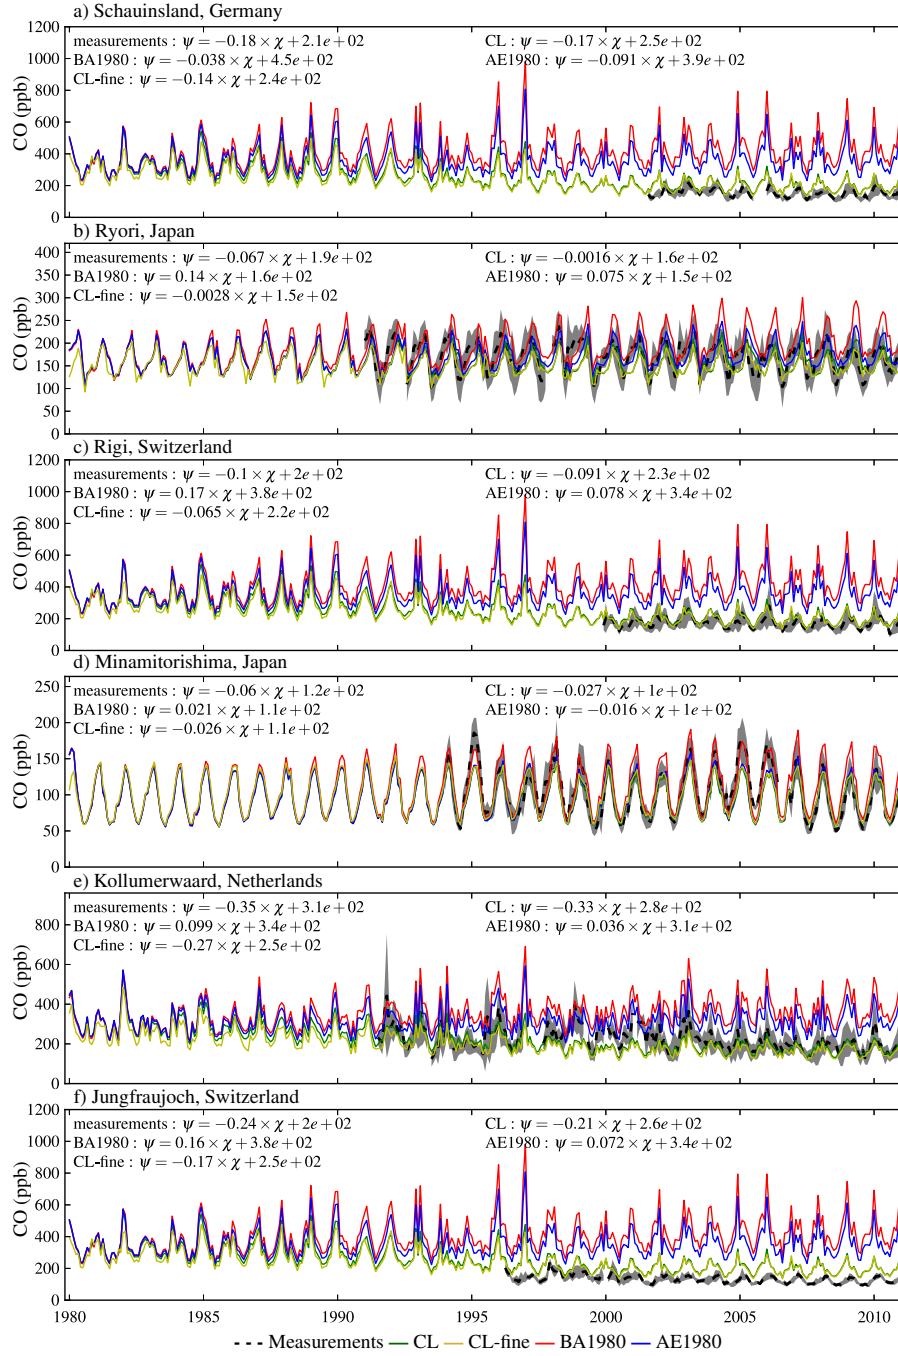 a) Schauinsland, Germany
measurements : ψ = −0.18 × χ + 2.1e + 02
BA1980 : ψ = −0.038 × χ + 4.5e + 02
CL-fine : ψ = −0.14 × χ + 2.4e + 02
CL : ψ = −0.17 × χ + 2.5e + 02
AE1980 : ψ = −0.091 × χ + 3.9e + 02
CO (ppb)
1200
1000
800
600
400
200
0
b) Ryori, Japan
measurements : ψ = −0.067 × χ + 1.9e + 02
BA1980 : ψ = 0.14 × χ + 1.6e + 02
CL-fine : ψ = −0.0028 × χ + 1.5e + 02
CL : ψ = −0.0016 × χ + 1.6e + 02
AE1980 : ψ = 0.075 × χ + 1.5e + 02
CO (ppb)
400
350
300
250
200
150
100
50
0
c) Rigi, Switzerland
measurements : ψ = −0.1 × χ + 2e + 02
BA1980 : ψ = 0.17 × χ + 3.8e + 02
CL-fine : ψ = −0.065 × χ + 2.2e + 02
CL : ψ = −0.091 × χ + 2.3e + 02
AE1980 : ψ = 0.078 × χ + 3.4e + 02
CO (ppb)
1200
1000
800
600
400
200
0
d) Minamitorishima, Japan
measurements : ψ = −0.06 × χ + 1.2e + 02
BA1980 : ψ = 0.021 × χ + 1.1e + 02
CL-fine : ψ = −0.026 × χ + 1.1e + 02
CL : ψ = −0.027 × χ + 1e + 02
AE1980 : ψ = −0.016 × χ + 1e + 02
CO (ppb)
250
200
150
100
50
0
e) Kollumerwaard, Netherlands
measurements : ψ = −0.35 × χ + 3.1e + 02
BA1980 : ψ = 0.099 × χ + 3.4e + 02
CL-fine : ψ = −0.27 × χ + 2.5e + 02
CL : ψ = −0.33 × χ + 2.8e + 02
AE1980 : ψ = 0.036 × χ + 3.1e + 02
CO (ppb)
800
600
400
200
0
f) Jungfraujoch, Switzerland
measurements : ψ = −0.24 × χ + 2e + 02
BA1980 : ψ = 0.16 × χ + 3.8e + 02
CL-fine : ψ = −0.17 × χ + 2.5e + 02
CL : ψ = −0.21 × χ + 2.6e + 02
AE1980 : ψ = 0.072 × χ + 3.4e + 02
CO (ppb)
1200
1000
800
600
400
200
0
1980 1985 1990 1995 2000 2005 2010
Measurements CL CL-fine BA1980 AE1980